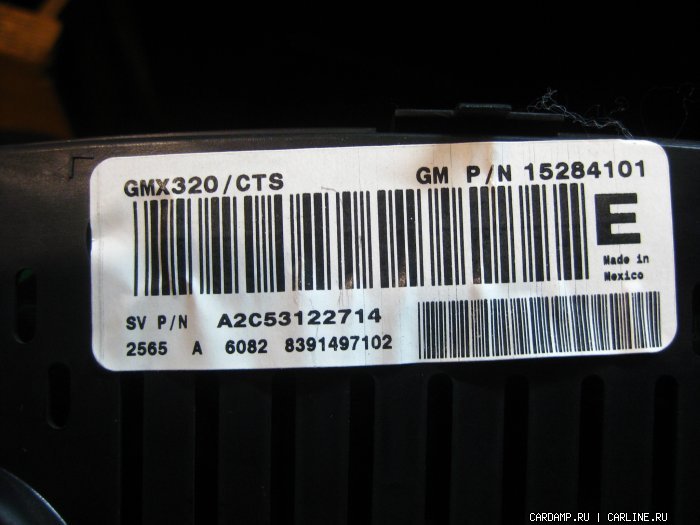 GMX320/CTS GM P/N 15284101
E
Made in
Mexico
SV P/N A2C53122714
2565 A 6082 8391497102
CARDAMP.RU | CARLINE.RU